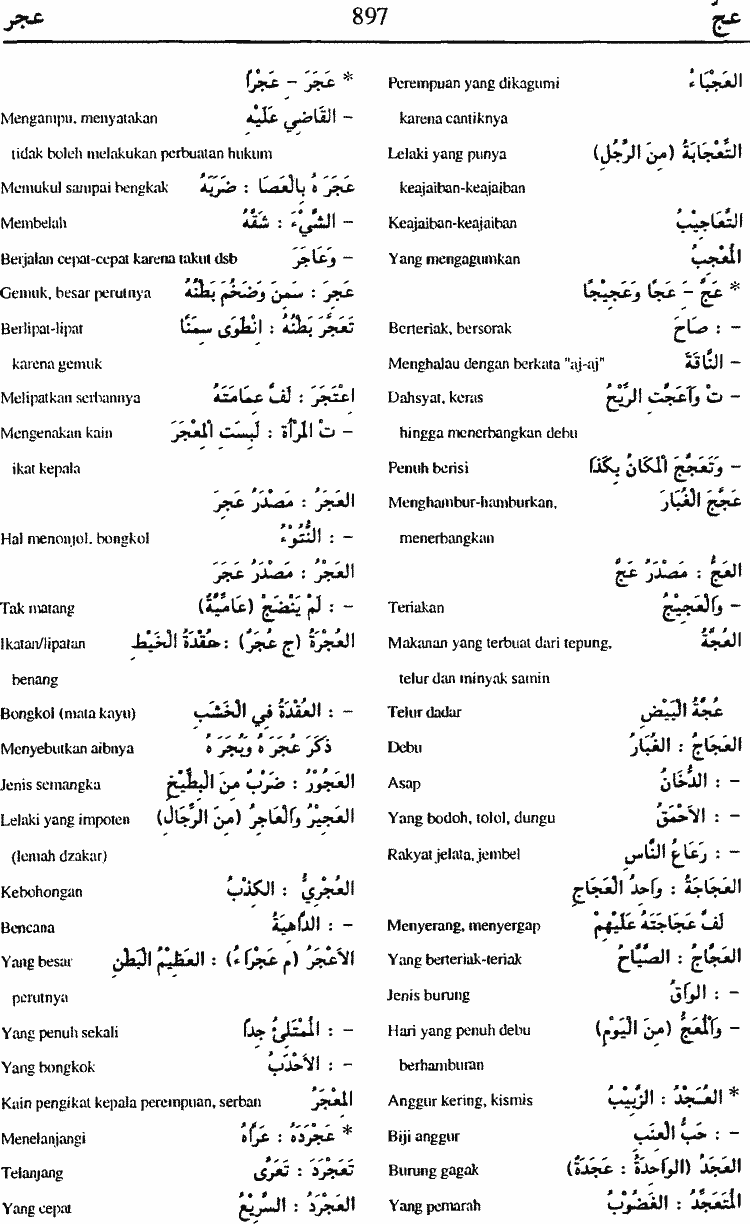 عجّ 897 عجر
العَجْبَاءُ Perempuan yang dikagumi
karena cantiknya
التَّعْجَابَةُ (مِنَ الرَّجُلِ) Lelaki yang punya
keajaiban-keajaiban
التَّعَاجِيْبُ Keajaiban-keajaiban
الْمُعْجِبُ Yang mengagumkan
* عَجَّ – عَجًّا وَعَجِيْجًا
– : صَاحَ Berteriak, bersorak
– النَّاقَةَ Menghalau dengan berkata "aj-aj"
– تْ وَأَعَجَّتِ الرِّيْحُ Dahsyat, keras
hingga menerbangkan debu
– وَتَعَجَّجَ الْمَكَانُ بِكَذَا Penuh berisi
عَجَّجَ الْغُبَارَ Menghambur-hamburkan,
menerbangkan
العَجُّ : مَصْدَرُ عَجَّ
– وَالْعَجِيْجُ Teriakan
العُجَّةُ Makanan yang terbuat dari tepung,
telur dan minyak samin
عُجَّةُ الْبَيْضِ Telur dadar
العَجَاجُ : الغُبَارُ Debu
– : الدُّخَانُ Asap
– : الأَحْمَقُ Yang bodoh, tolol, dungu
– : رَعَاعُ النَّاسِ Rakyat jelata, jembel
العَجَاجَةُ : وَاحِدُ الْعَجَاجِ
لَفَّ عَجَاجَتَهُ عَلَيْهِمْ Menyerang, menyergap
العَجَّاجُ : الصَّيَّاحُ Yang berteriak-teriak
– : الوَاقُ Jenis burung
– وَالْمَعَجُّ (مِنَ الْيَوْمِ) Hari yang penuh debu
berhamburan
* العُسْجُدُ : الزَّبِيْبُ Anggur kering, kismis
– : حَبُّ الْعِنَبِ Biji anggur
العَجَدُ (الوَاحِدَةُ : عَجَدَةٌ) Burung gagak
الْمُتَعَجِّدُ : الغَضُوْبُ Yang pemarah
* عَجَرَ – عَجْرًا
– القَاضِي عَلَيْهِ Mengampu, menyatakan
tidak boleh melakukan perbuatan hukum
عَجَرَهُ بِالْعَصَا : ضَرَبَهُ Memukul sampai bengkak
– الشَّيْءَ : شَقَّهُ Membelah
– وَعَاجَرَ Berjalan cepat-cepat karena takut dsb
عَجِرَ : سَمِنَ وَضَخُمَ بَطْنُهُ Gemuk, besar perutnya
تَعَجَّرَ بَطْنُهُ : انْطَوَى سِمَنًا Berlipat-lipat
karena gemuk
اعْتَجَرَ : لَفَّ عِمَامَتَهُ Melipatkan serbannya
– تْ الْمَرْأَةُ : لَبِسَتِ الْمِعْجَرَ Mengenakan kain
ikat kepala
العَجَرُ : مَصْدَرُ عَجِرَ
– : النُّتُوْءُ Hal menonjol, bongkol
العَجْرُ : مَصْدَرُ عَجَرَ
– : لَمْ يَنْضَجْ (عَامِّيَّةٌ) Tak matang
العُجْرَةُ (ج عُجَرٌ) : عُقْدَةُ الْخَيْطِ Ikatan/lipatan
benang
– : العُقْدَةُ فِي الْخَشَبِ Bongkol (mata kayu)
ذَكَرَ عُجَرَهُ وَبُجَرَهُ Menyebutkan aibnya
العَجُّوْرُ : ضَرْبٌ مِنَ الْبِطِّيْخِ Jenis semangka
العَجِيْرُ وَالْعَاجِرُ (مِنَ الرِّجَالِ) Lelaki yang impoten
(lemah dzakar)
العُجْرِيُّ : الكَذِبُ Kebohongan
– : الدَّاهِيَةُ Bencana
الأَعْجَرُ (م عَجْرَاءُ) : العَظِيْمُ الْبَطْنِ Yang besar
perutnya
– : الْمُمْتَلِئُ جِدًّا Yang penuh sekali
– : الأَحْدَبُ Yang bongkok
الْمِعْجَرُ Kain pengikat kepala perempuan, serban
* عَجْرَدَهُ : عَرَّاهُ Menelanjangi
تَعَجْرَدَ : تَعَرَّى Telanjang
العَجْرَدُ : السَّرِيْعُ Yang cepat